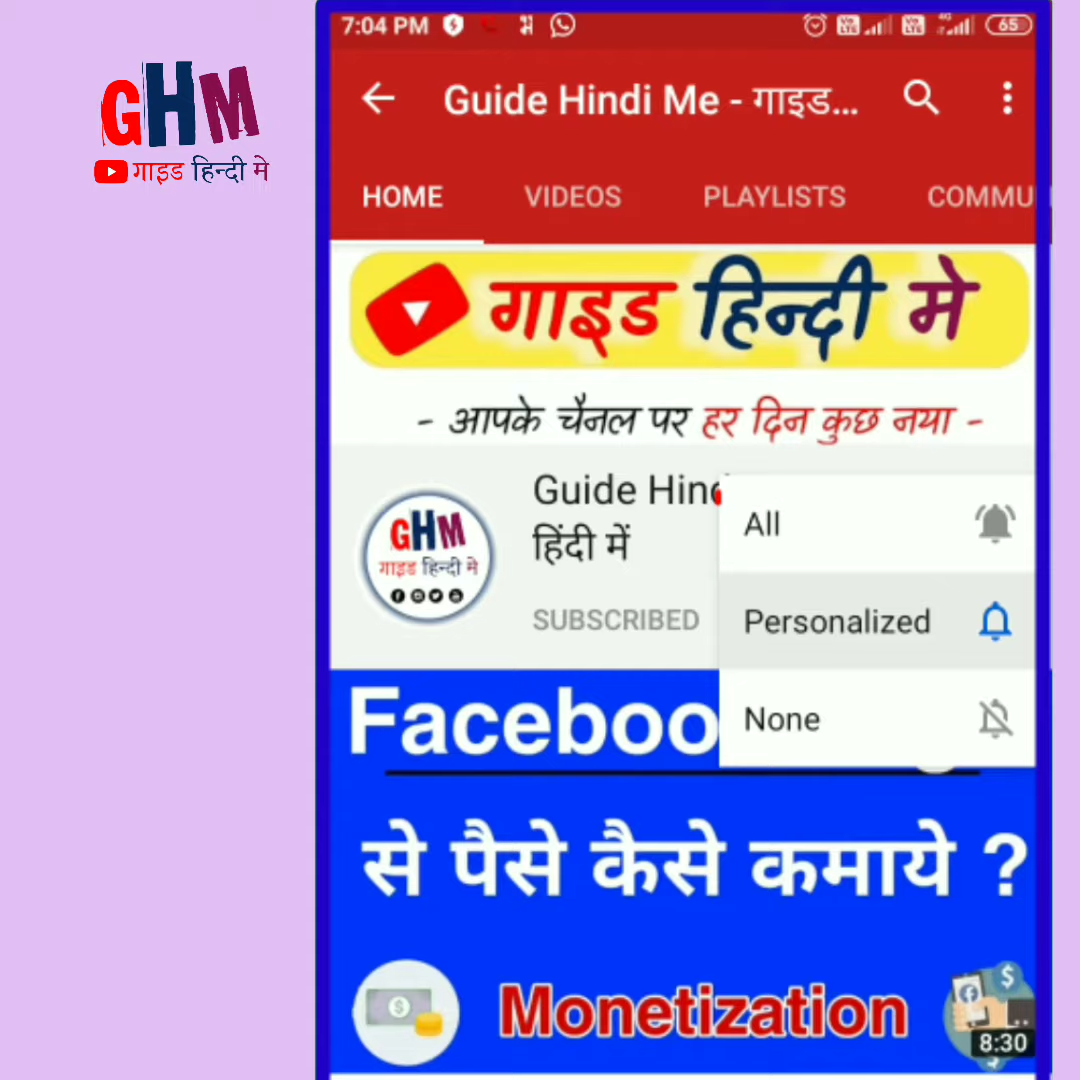 GHM
गाइड हिन्दी मे
7:04 PM
65
Guide Hindi Me - गाइड...
HOME VIDEOS PLAYLISTS COMMU
गाइड हिन्दी मे
- आपके चैनल पर हर दिन कुछ नया -
GHM
गाइड हिन्दी मे
Guide Hind
हिंदी में
SUBSCRIBED
All
Personalized
None
Faceboo
से पैसे कैसे कमाये ?
Monetization
8:30